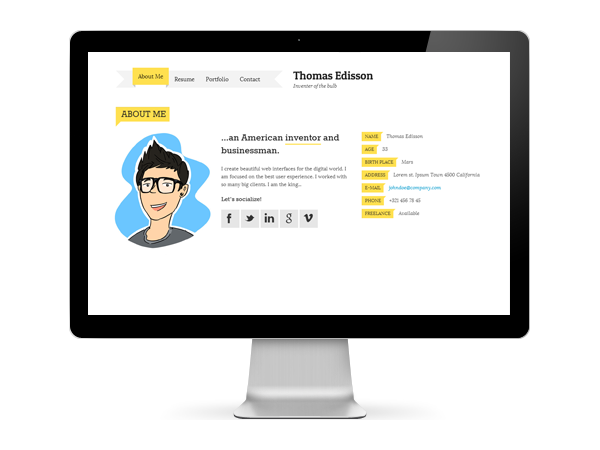 About Me Resume Portfolio Contact
Thomas Edisson
Inventor of the bulb
ABOUT ME
...an American inventor and
businessman.
I create beautiful web interfaces for the digital world. I
am focused on the best user experience. I worked with
so many big clients. I am the king...
Let's socialize!
NAME Thomas Edisson
AGE 33
BIRTH PLACE Mars
ADDRESS Lorem st. Ipsum Town 4500 California
E-MAIL johndoe@company.com
PHONE +123 456 78 45
FREELANCE Available